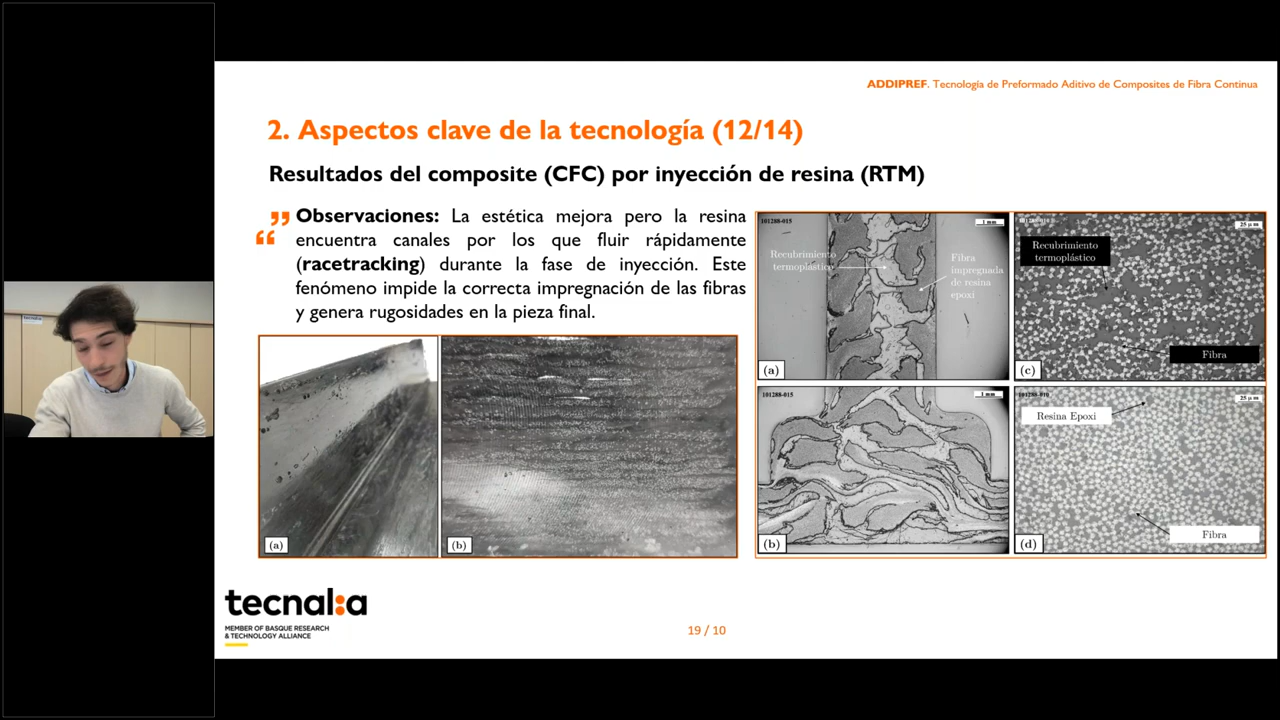 ADDIPREF. Tecnología de Preformado Aditivo de Composites de Fibra Continua
2. Aspectos clave de la tecnología (12/14)
Resultados del composite (CFC) por inyección de resina (RTM)
Observaciones: La estética mejora pero la resina
encuentra canales por los que fluir rápidamente
(racetracking) durante la fase de inyección. Este
fenómeno impide la correcta impregnación de las fibras
y genera rugosidades en la pieza final.
(a)
(b)
101288-015
1 mm
Recubrimiento
termoplástico
Fibra
impregnada
de resina
epoxi
(a)
25 µm
Recubrimiento
termoplástico
Fibra
(c)
101288-015
1 mm
(b)
101288-010
25 µm
Resina Epoxi
Fibra
(d)
tecnal:a
MEMBER OF BASQUE RESEARCH
& TECHNOLOGY ALLIANCE
19 / 10